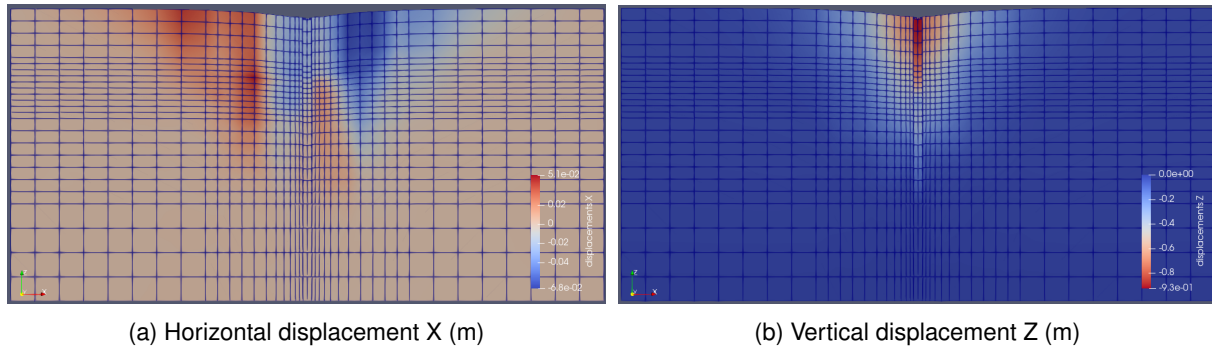 5.1e-02
0.02
0
-0.02
-0.04
-6.8e-02
displacements X
Z
X
0.0e+00
-0.2
-0.4
-0.6
-0.8
-9.3e-01
displacements Z
Z
X
(a) Horizontal displacement X (m)
(b) Vertical displacement Z (m)